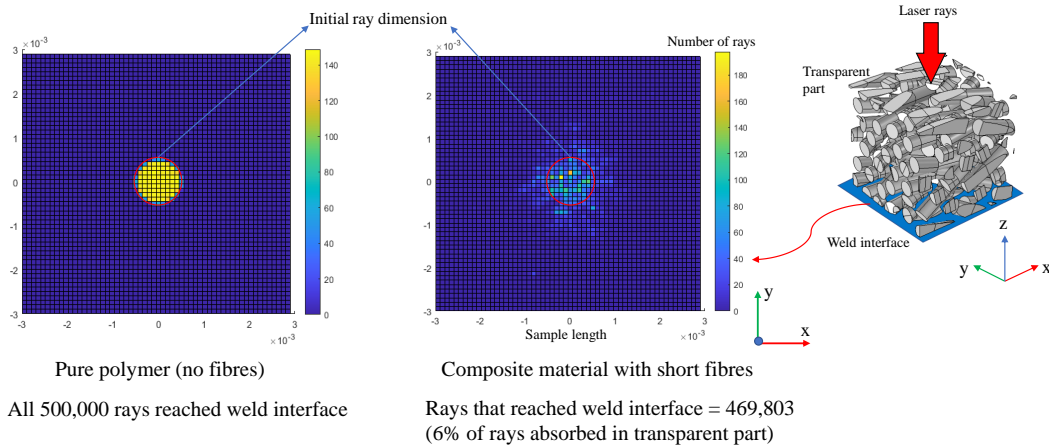 Initial ray dimension
×10⁻³
3
2
1
0
-1
-2
-3
-3 -2 -1 0 1 2 3
×10⁻³
140
120
100
80
60
40
20
0
Pure polymer (no fibres)
All 500,000 rays reached weld interface
×10⁻³
3
2
1
0
-1
-2
-3
-3 -2 -1 0 1 2 3
Sample length
×10⁻³
Number of rays
180
160
140
120
100
80
60
40
20
0
y
x
Composite material with short fibres
Rays that reached weld interface = 469,803
(6% of rays absorbed in transparent part)
Laser rays
Transparent
part
Weld interface
z
y
x